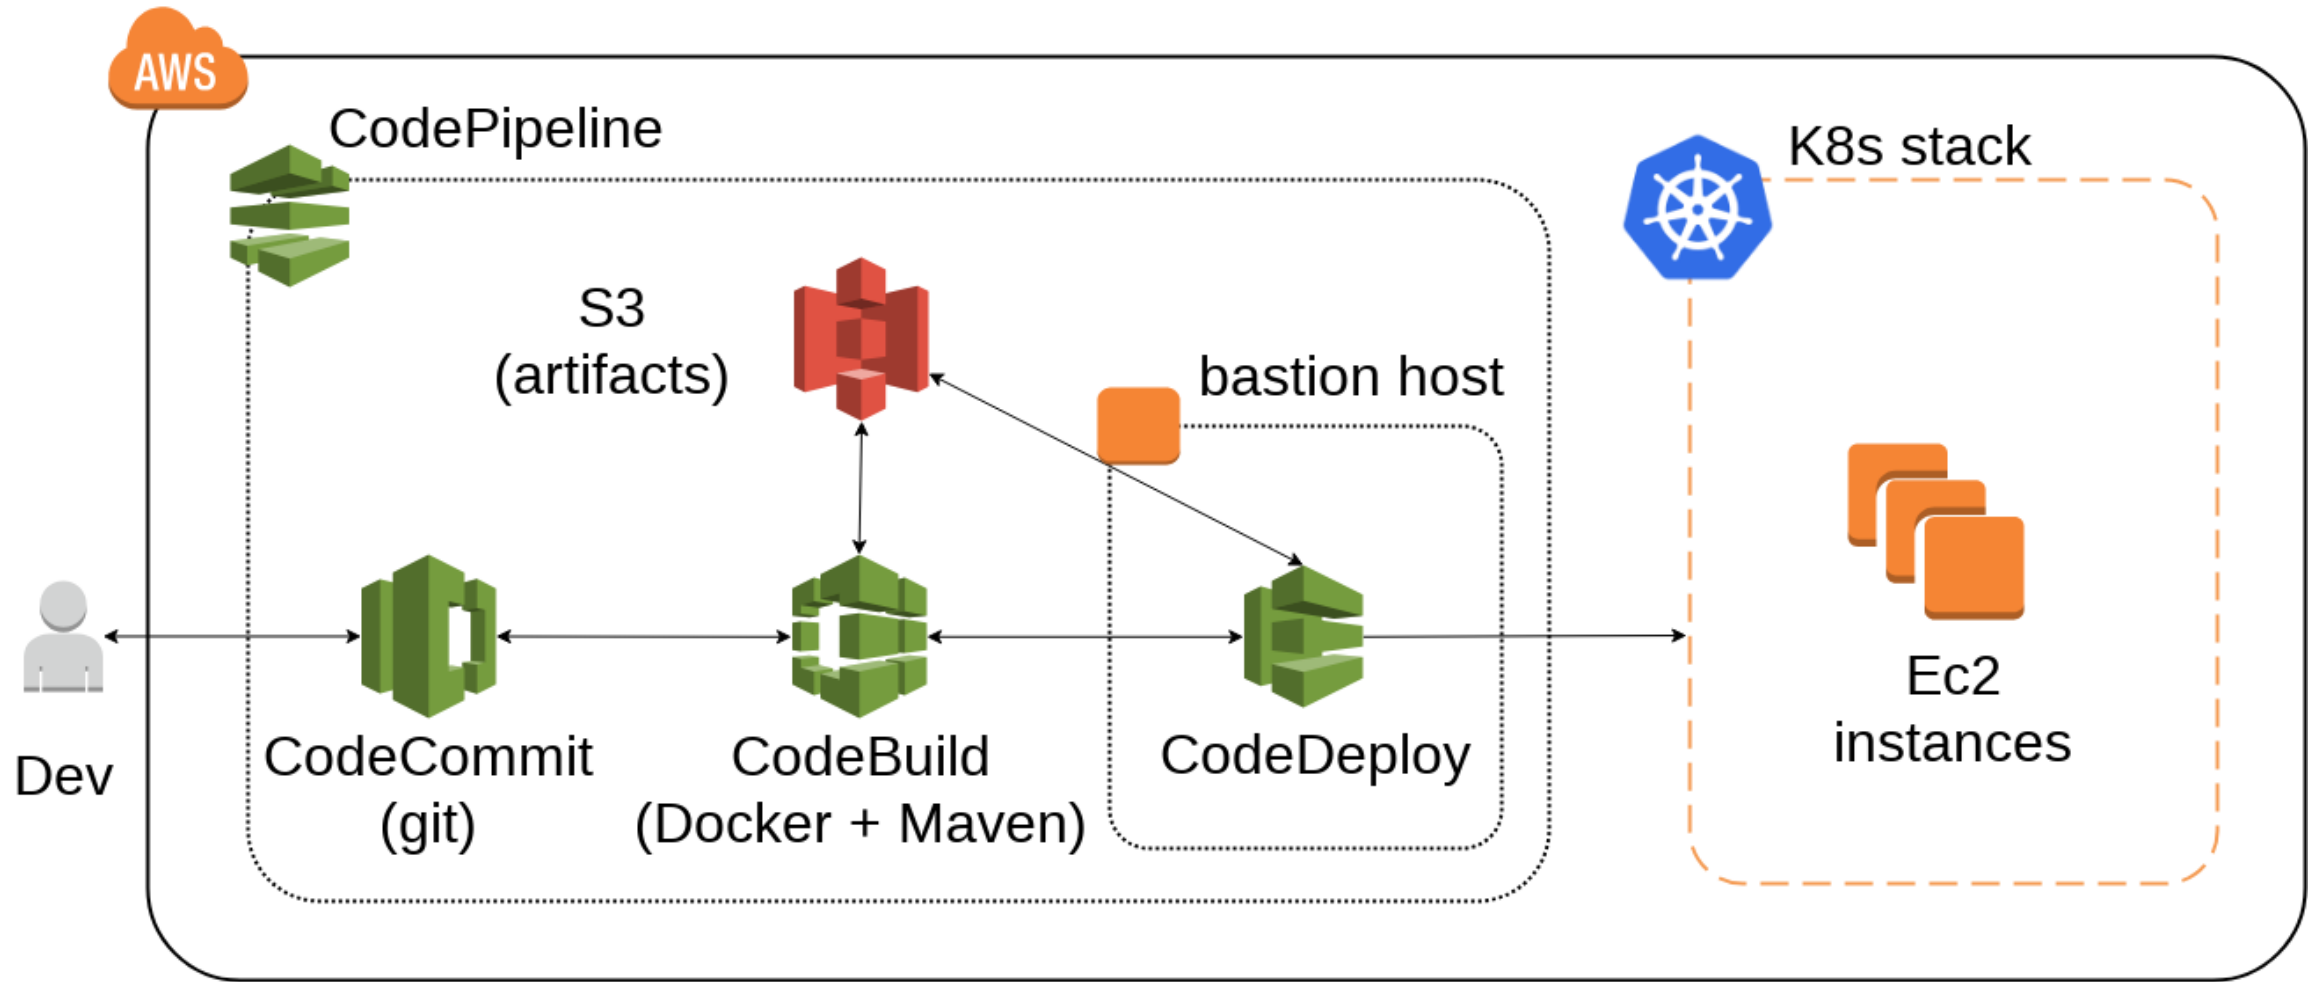 AWS
CodePipeline
K8s stack
S3
(artifacts)
bastion host
Dev
CodeCommit
(git)
CodeBuild
(Docker + Maven)
CodeDeploy
Ec2
instances